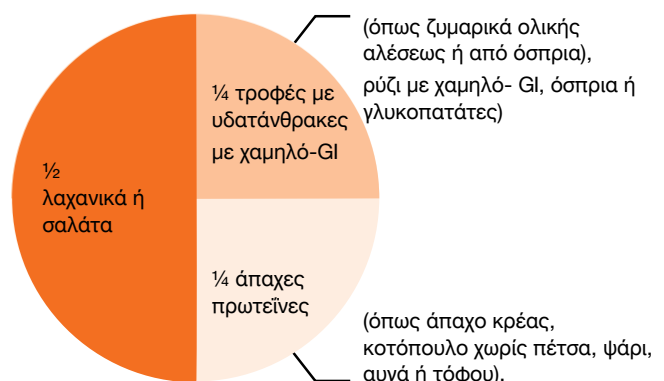 (όπως ζυμαρικά ολικής
αλέσεως ή από όσπρια),
ρύζι με χαμηλό- GI, όσπρια ή
γλυκοπατάτες)
¼ τροφές με
υδατάνθρακες
με χαμηλό-GI
½
λαχανικά ή
σαλάτα
¼ άπαχες
πρωτεΐνες
(όπως άπαχο κρέας,
κοτόπουλο χωρίς πέτσα, ψάρι,
αυγά ή τόφου).